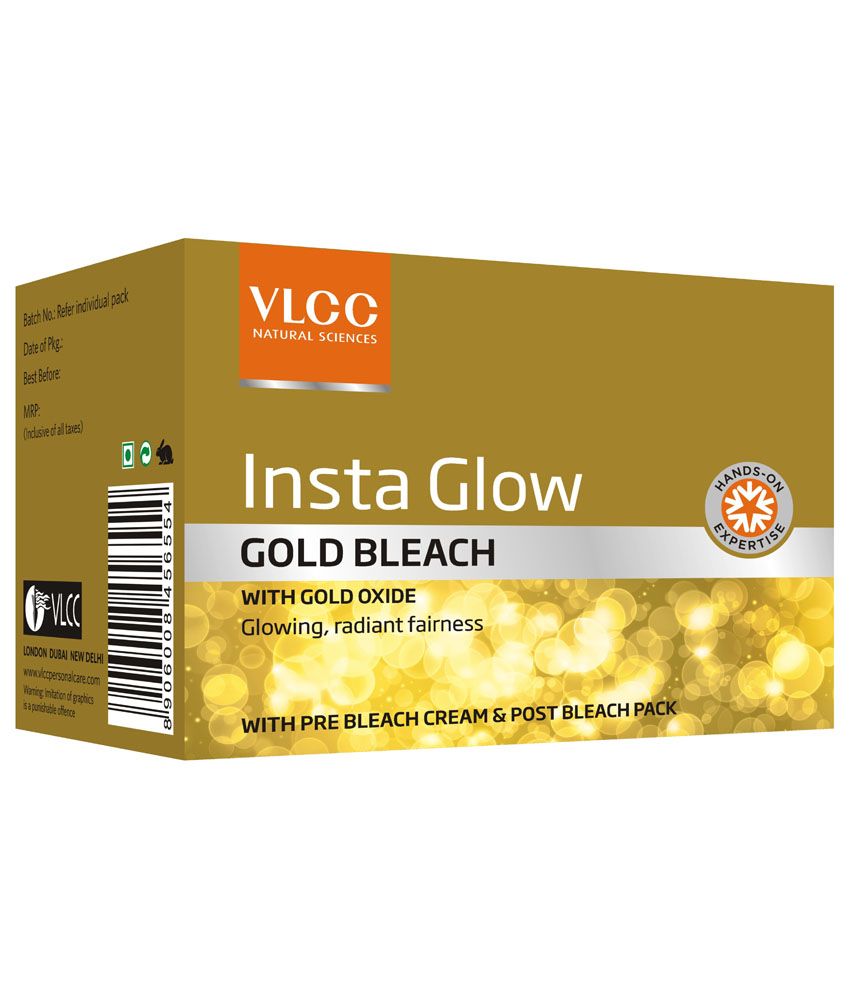 Batch No.: Refer individual pack
Date of Pkg.:
Best Before:
MRP:
(Inclusive of all taxes)
8906008456554
VLCC
LONDON DUBAI NEW DELHI
www.vlccpersonalcare.com
Warning: Imitation of graphics
is a punishable offence
VLCC
NATURAL SCIENCES
Insta Glow
HANDS-ON
EXPERTISE
GOLD BLEACH
WITH GOLD OXIDE
Glowing, radiant fairness
WITH PRE BLEACH CREAM & POST BLEACH PACK